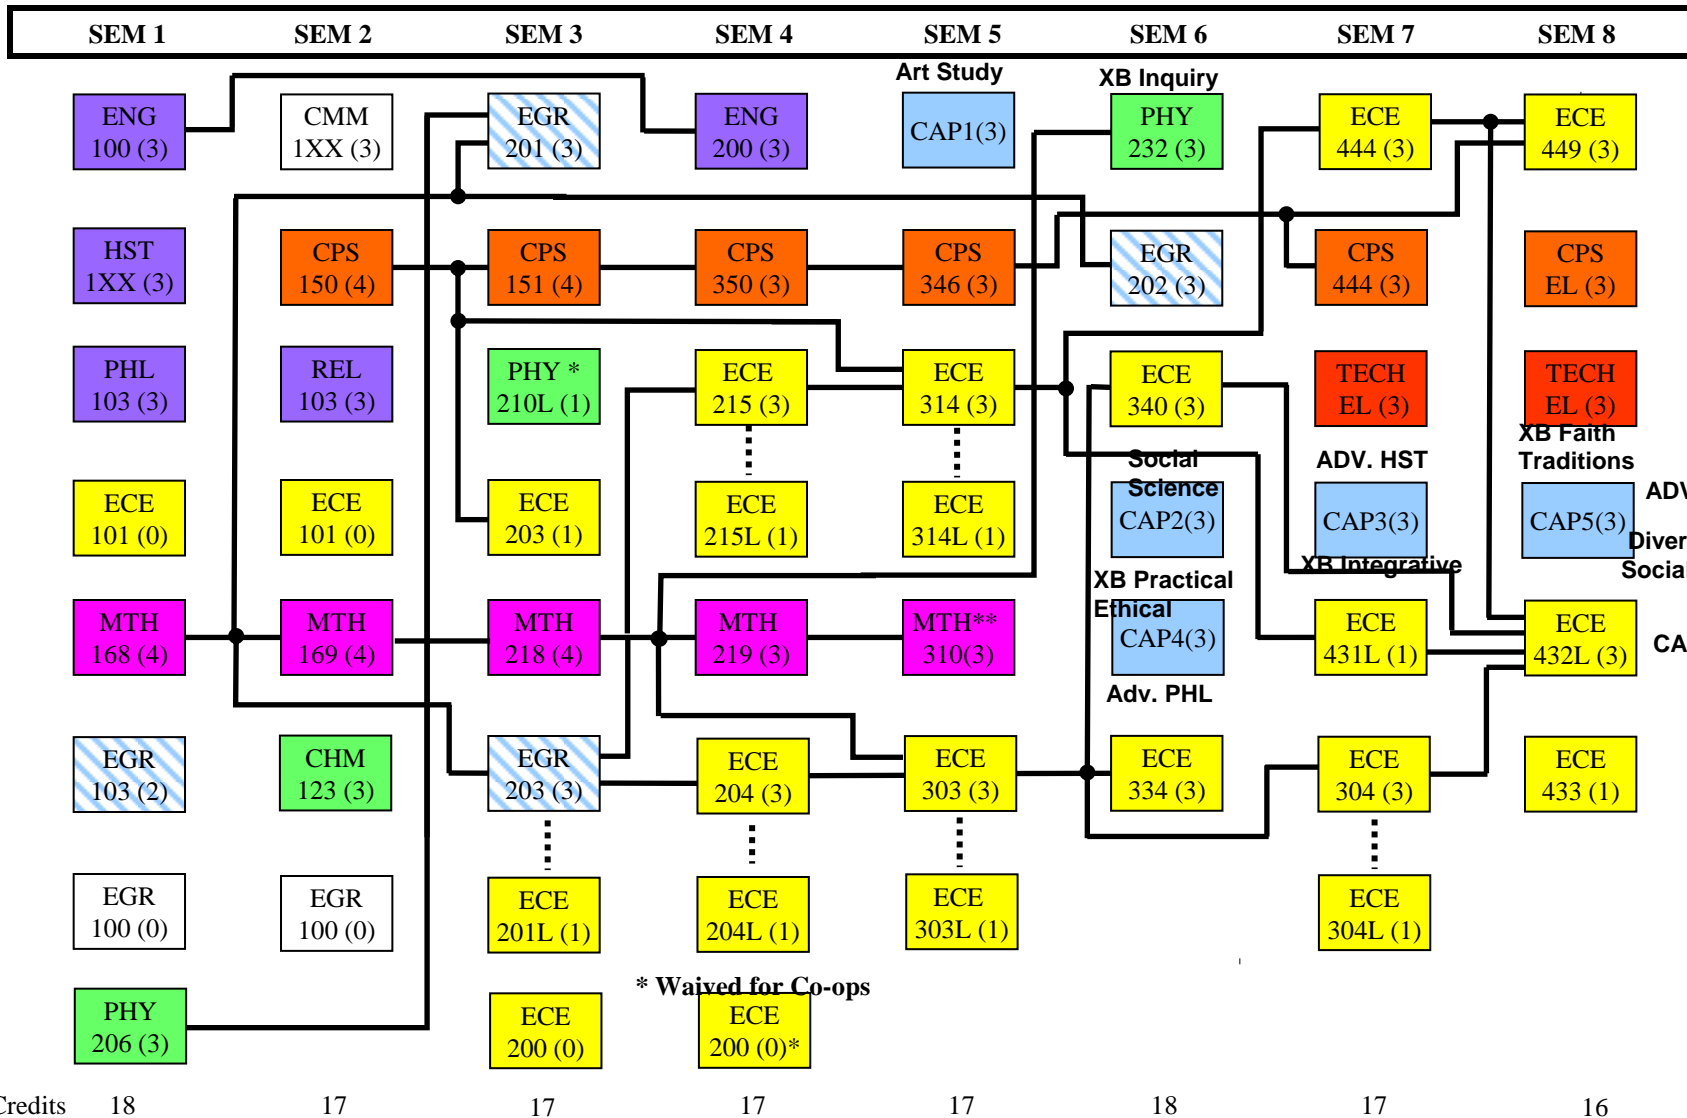 SEM 1 SEM 2 SEM 3 SEM 4 SEM 5 SEM 6 SEM 7 SEM 8
Art Study
XB Inquiry
ENG
100 (3)
CMM
1XX (3)
EGR
201 (3)
ENG
200 (3)
CAP1(3)
PHY
232 (3)
ECE
444 (3)
ECE
449 (3)
HST
1XX (3)
CPS
150 (4)
CPS
151 (4)
CPS
350 (3)
CPS
346 (3)
EGR
202 (3)
CPS
444 (3)
CPS
EL (3)
PHL
103 (3)
REL
103 (3)
PHY *
210L (1)
ECE
215 (3)
ECE
314 (3)
ECE
340 (3)
TECH
EL (3)
TECH
EL (3)
Social
Science
ADV. HST
XB Faith
Traditions
ECE
101 (0)
ECE
101 (0)
ECE
203 (1)
ECE
215L (1)
ECE
314L (1)
CAP2(3)
CAP3(3)
CAP5(3)
ADV
Diver
Social
XB Practical
Ethical
XB Integrative
MTH
168 (4)
MTH
169 (4)
MTH
218 (4)
MTH
219 (3)
MTH**
310(3)
CAP4(3)
ECE
431L (1)
ECE
432L (3)
CA
Adv. PHL
EGR
103 (2)
CHM
123 (3)
EGR
203 (3)
ECE
204 (3)
ECE
303 (3)
ECE
334 (3)
ECE
304 (3)
ECE
433 (1)
EGR
100 (0)
EGR
100 (0)
ECE
201L (1)
ECE
204L (1)
ECE
303L (1)
ECE
304L (1)
* Waived for Co-ops
PHY
206 (3)
ECE
200 (0)
ECE
200 (0)*
Credits 18 17 17 17 17 18 17 16